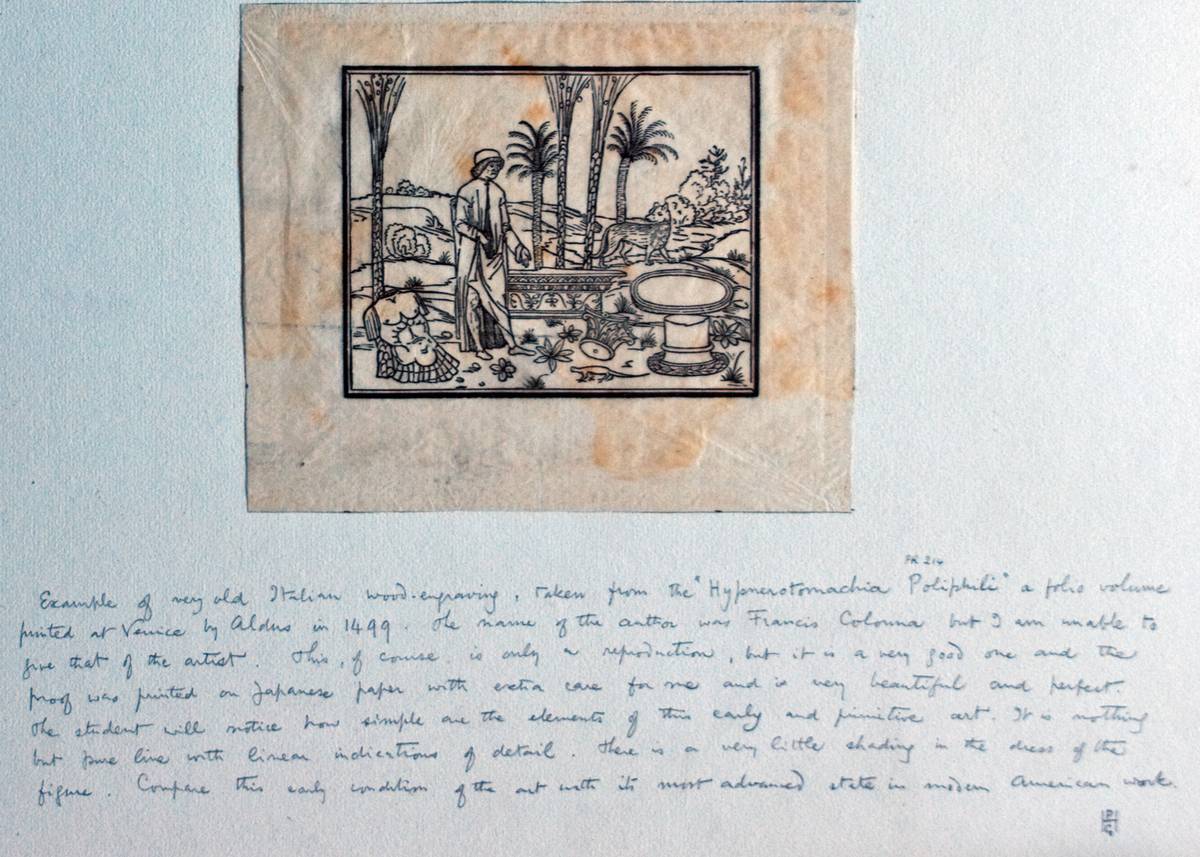 PR 214
Example of very old Italian wood-engraving, taken from the "Hypnerotomachia Poliphili" a folio volume
printed at Venice by Aldus in 1499. The name of the author was Francis Colonna but I am unable to
give that of the artist. This, of course, is only a reproduction, but it is a very good one and the
proof was printed on Japanese paper with extra care for me and is very beautiful and perfect.
The student will notice how simple are the elements of this early and primitive art. It is nothing
but pure line with linear indications of detail. There is a very little shading in the dress of the
figure. Compare this early condition of the art with its most advanced state in modern American work.